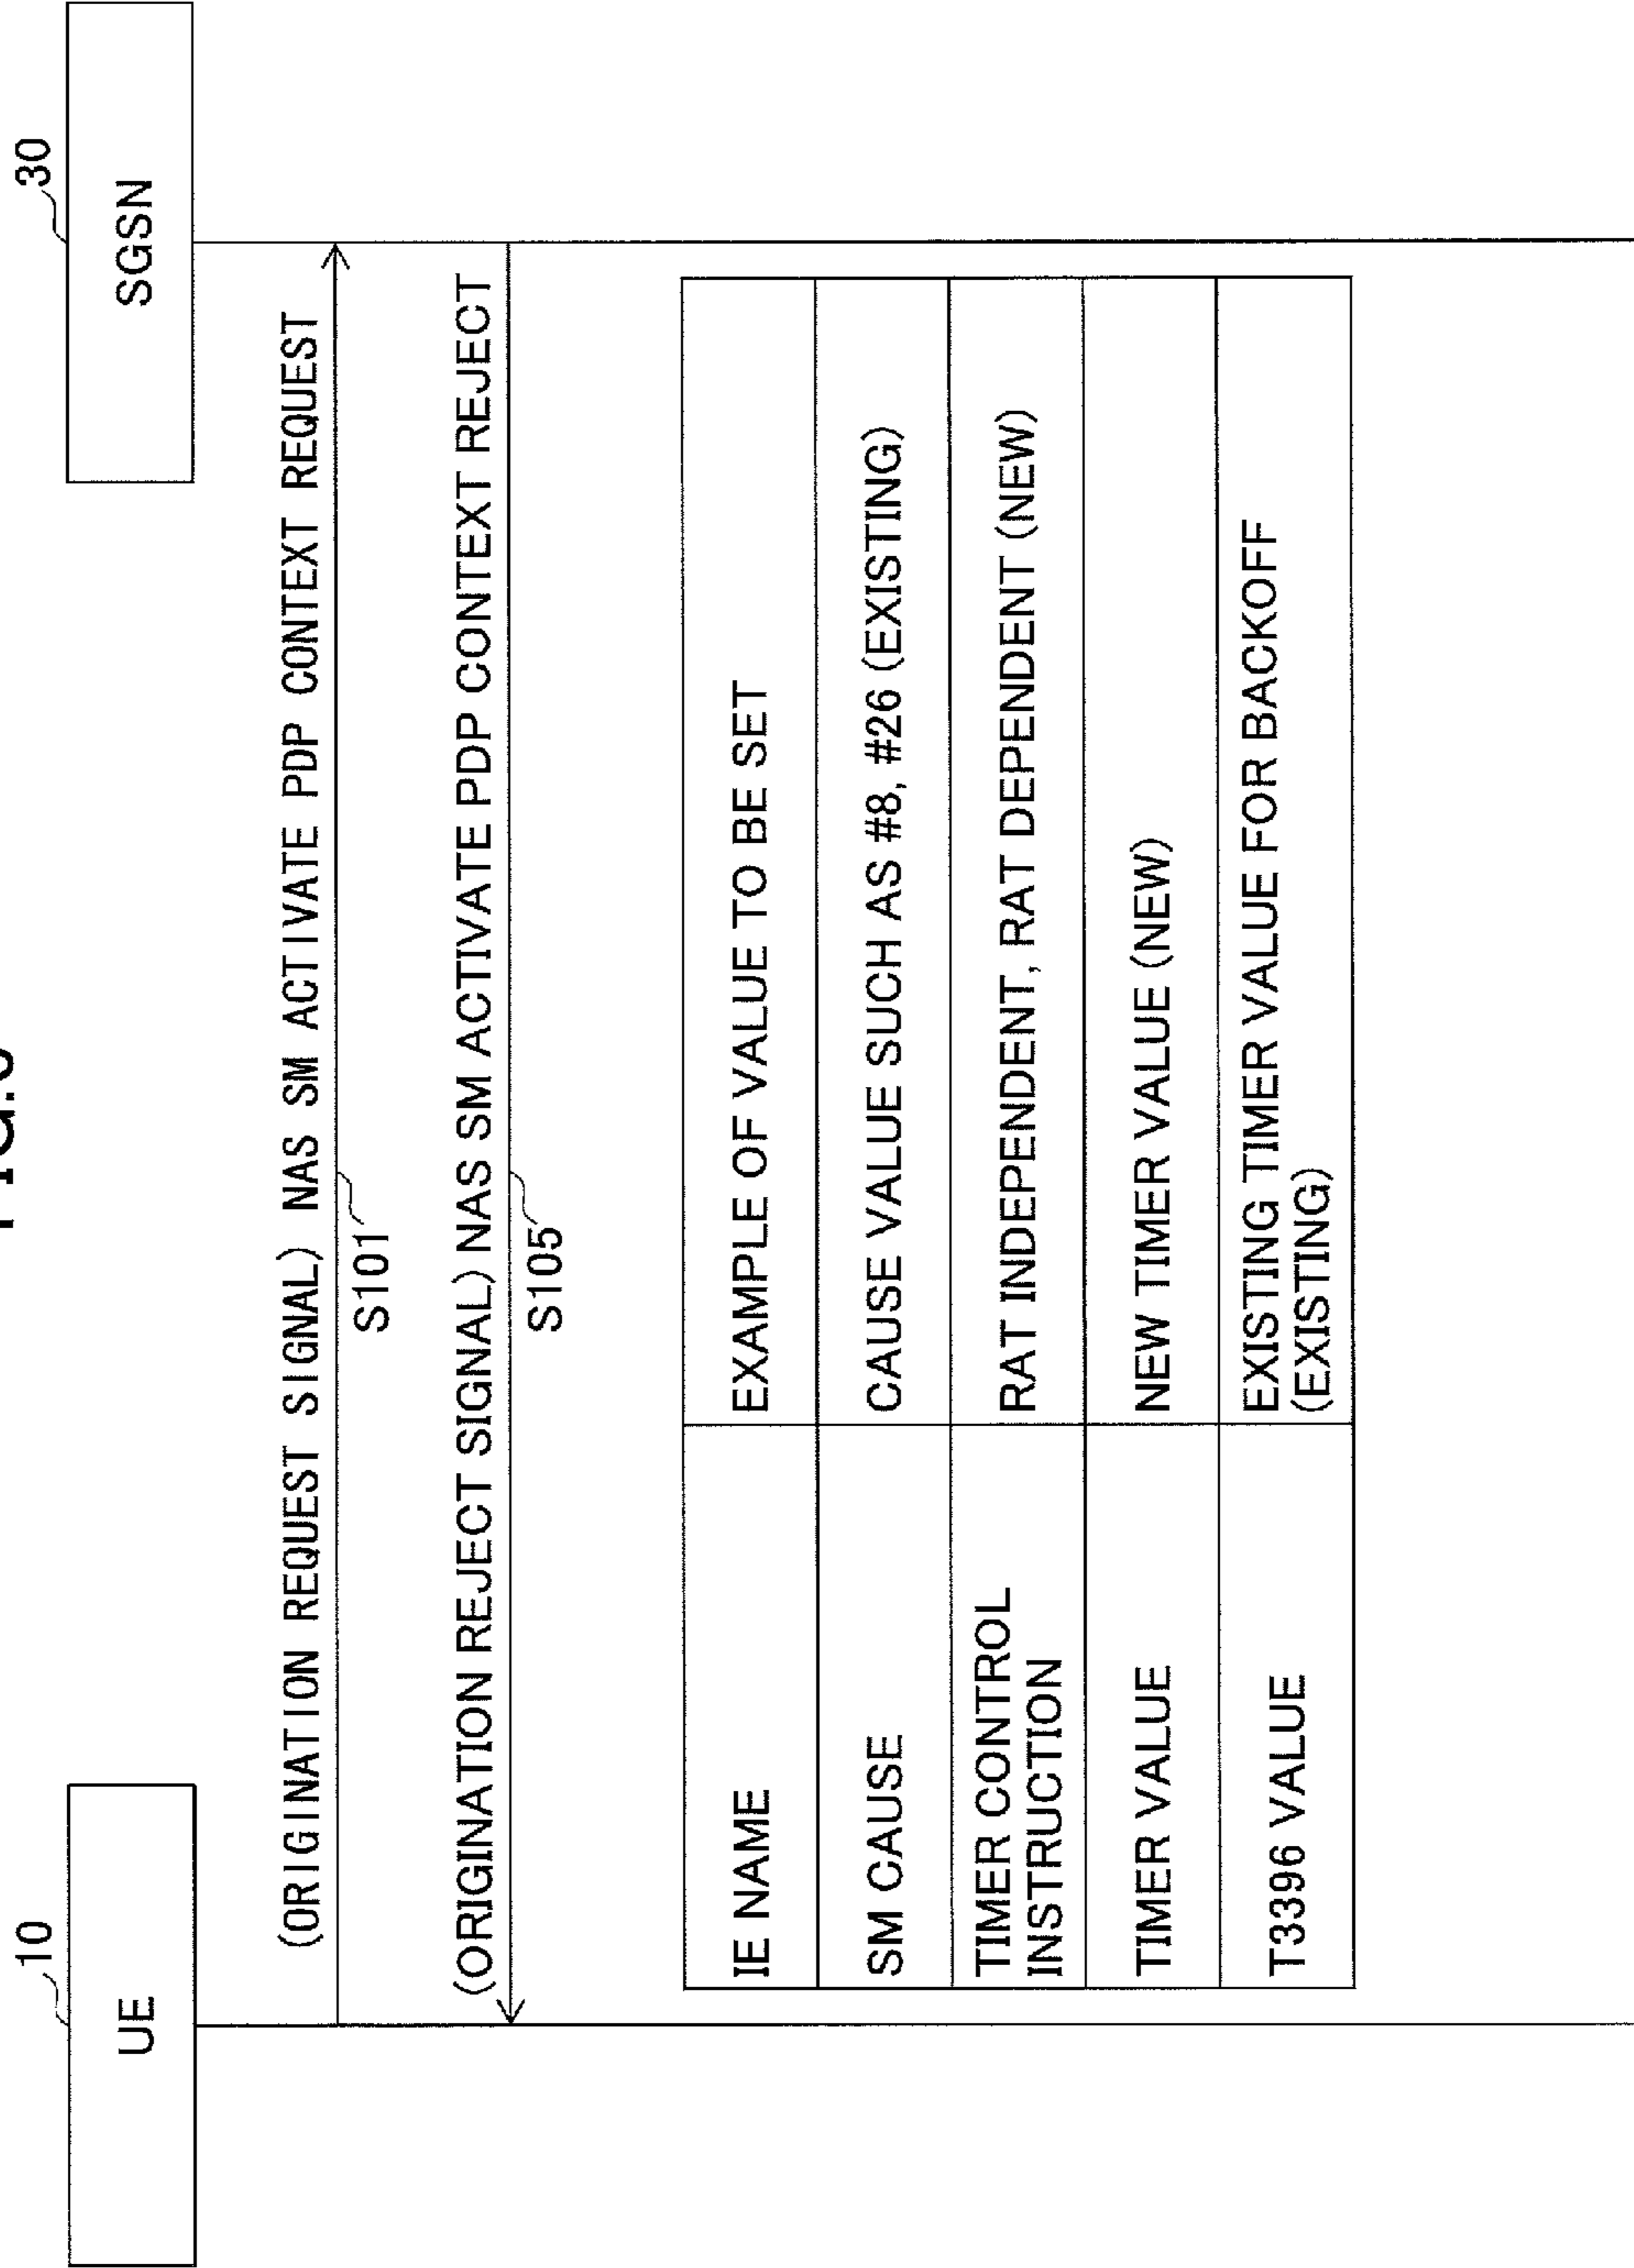 10
30
UE
SGSN
(ORIGINATION REQUEST SIGNAL) NAS SM ACTIVATE PDP CONTEXT REQUEST
S101
(ORIGINATION REJECT SIGNAL) NAS SM ACTIVATE PDP CONTEXT REJECT
S105
IE NAME
EXAMPLE OF VALUE TO BE SET
SM CAUSE
CAUSE VALUE SUCH AS #8, #26 (EXISTING)
TIMER CONTROL
INSTRUCTION
RAT INDEPENDENT, RAT DEPENDENT (NEW)
TIMER VALUE
NEW TIMER VALUE (NEW)
T3396 VALUE
EXISTING TIMER VALUE FOR BACKOFF
(EXISTING)